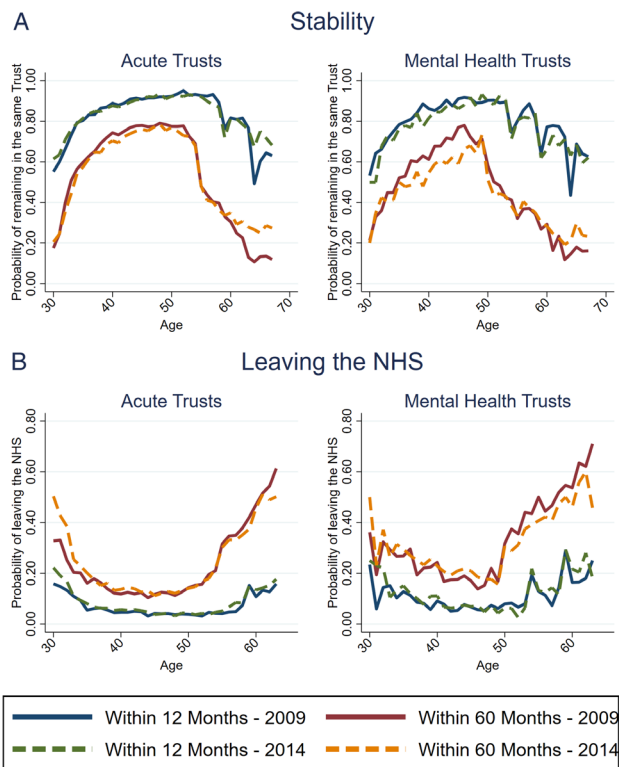 A
Stability
Acute Trusts
Mental Health Trusts
Probability of remaining in the same Trust
0.00 0.20 0.40 0.60 0.80 1.00
30 40 50 60 70
Age
Probability of remaining in the same Trust
0.00 0.20 0.40 0.60 0.80 1.00
30 40 50 60 70
Age
B
Leaving the NHS
Acute Trusts
Mental Health Trusts
Probability of leaving the NHS
0.00 0.20 0.40 0.60 0.80
30 40 50 60
Age
Probability of leaving the NHS
0.00 0.20 0.40 0.60 0.80
30 40 50 60
Age
Within 12 Months - 2009
Within 60 Months - 2009
Within 12 Months - 2014
Within 60 Months - 2014